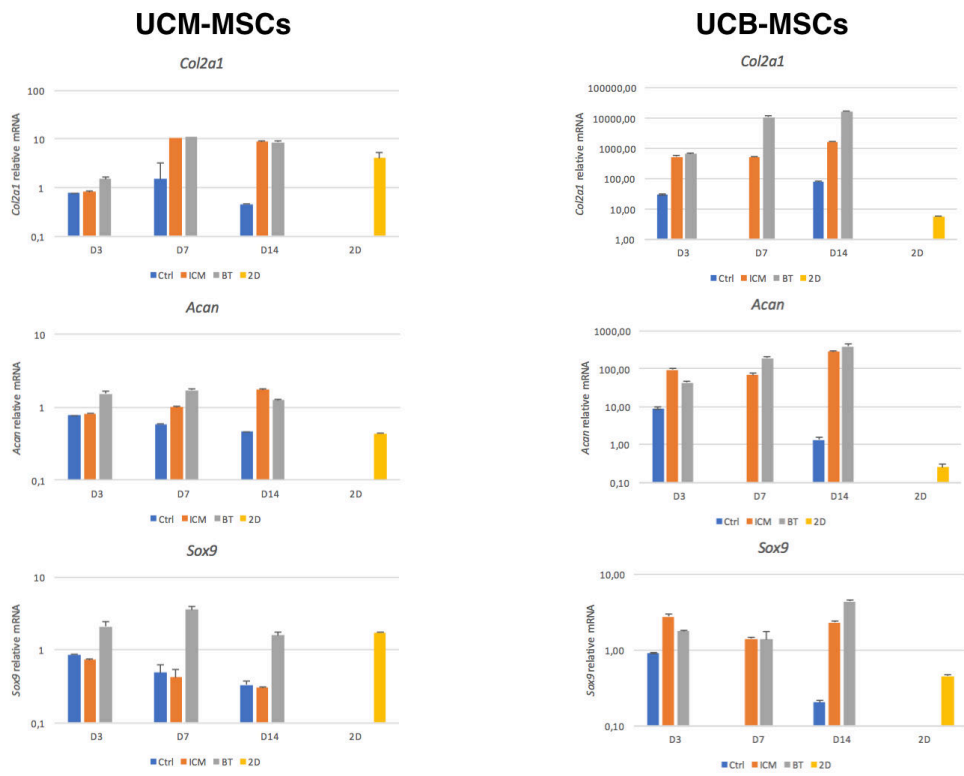 UCM-MSCs
Col2a1
Col2a1 relative mRNA
100
10
1
0,1
D3 D7 D14 2D
Ctrl ICM BT 2D
Acan
Acan relative mRNA
10
1
0,1
D3 D7 D14 2D
Ctrl ICM BT 2D
Sox9
Sox9 relative mRNA
10
1
0,1
D3 D7 D14 2D
Ctrl ICM BT 2D
UCB-MSCs
Col2a1
Col2a1 relative mRNA
100000,00
10000,00
1000,00
100,00
10,00
1,00
D3 D7 D14 2D
Ctrl ICM BT 2D
Acan
Acan relative mRNA
1000,00
100,00
10,00
1,00
0,10
D3 D7 D14 2D
Ctrl ICM BT 2D
Sox9
Sox9 relative mRNA
10,00
1,00
0,10
D3 D7 D14 2D
Ctrl ICM BT 2D